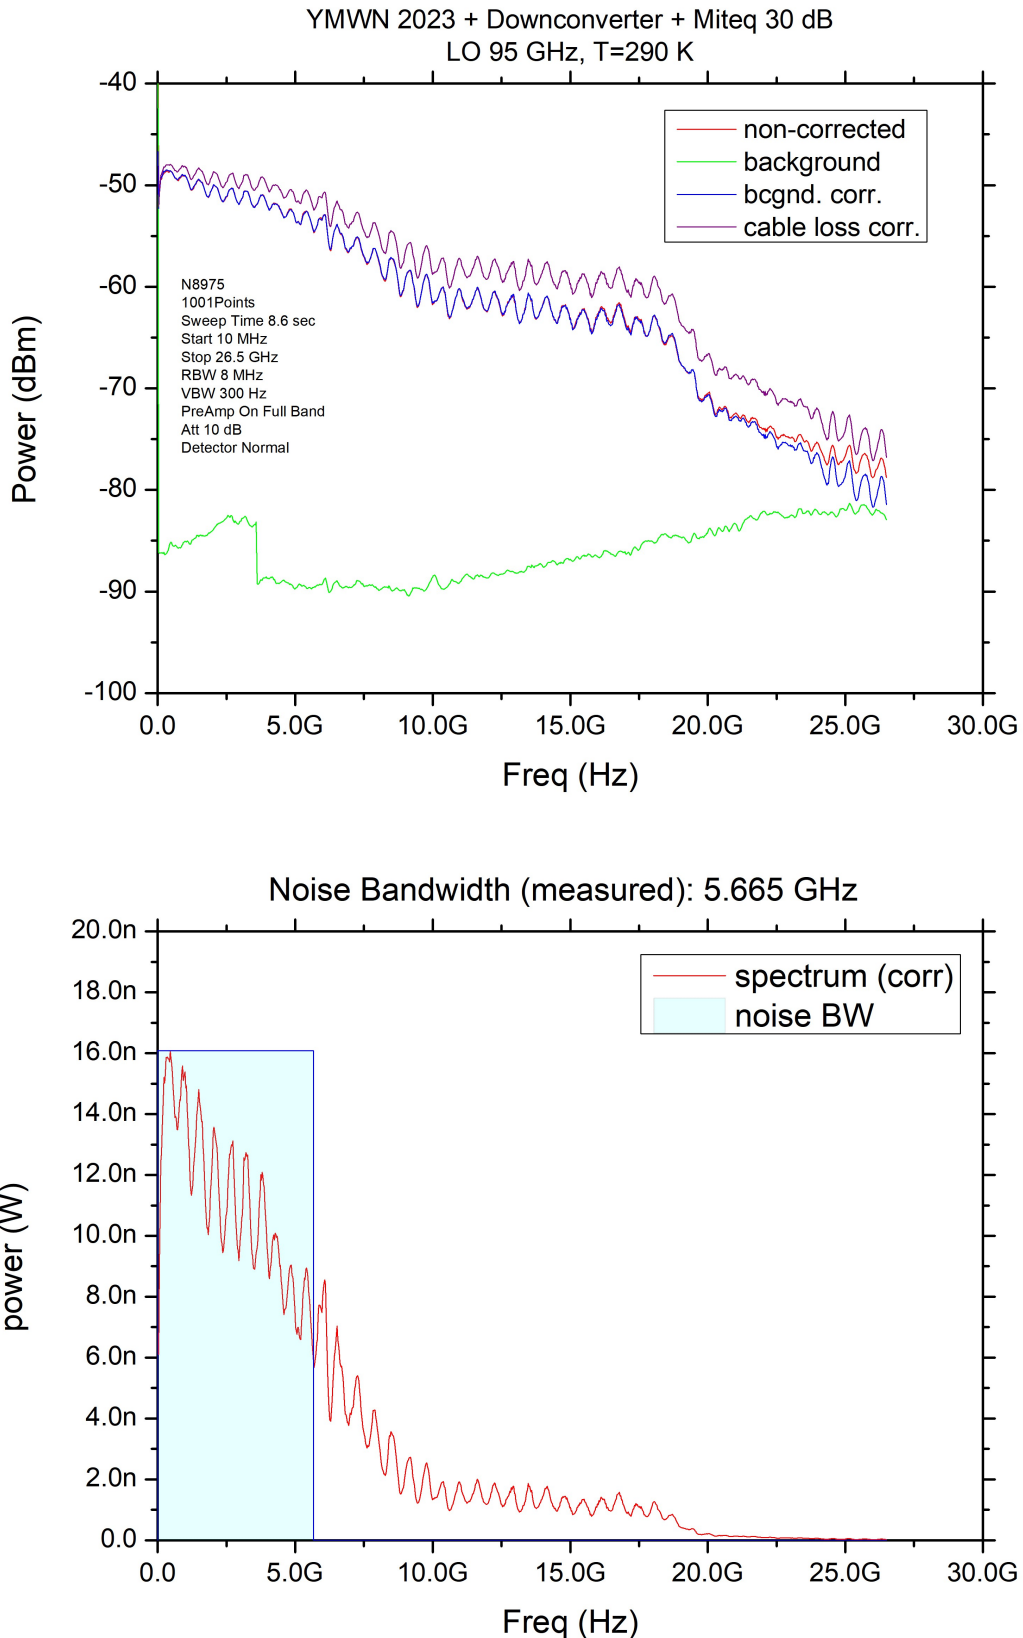 YMWN 2023 + Downconverter + Miteq 30 dB
LO 95 GHz, T=290 K
-40
-50
-60
-70
-80
-90
-100
Power (dBm)
non-corrected
background
bcgnd. corr.
cable loss corr.
N8975
1001Points
Sweep Time 8.6 sec
Start 10 MHz
Stop 26.5 GHz
RBW 8 MHz
VBW 300 Hz
PreAmp On Full Band
Att 10 dB
Detector Normal
0.0 5.0G 10.0G 15.0G 20.0G 25.0G 30.0G
Freq (Hz)
Noise Bandwidth (measured): 5.665 GHz
20.0n
18.0n
16.0n
14.0n
12.0n
10.0n
8.0n
6.0n
4.0n
2.0n
0.0
power (W)
spectrum (corr)
noise BW
0.0 5.0G 10.0G 15.0G 20.0G 25.0G 30.0G
Freq (Hz)